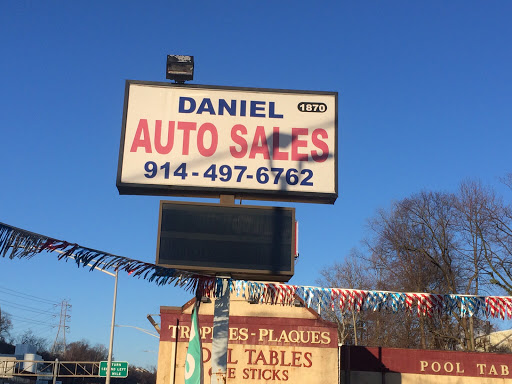 DANIEL 1870
AUTO SALES
914-497-6762
TROPHIES-PLAQUES
POOL TABLES
CUE STICKS
POOL TAB